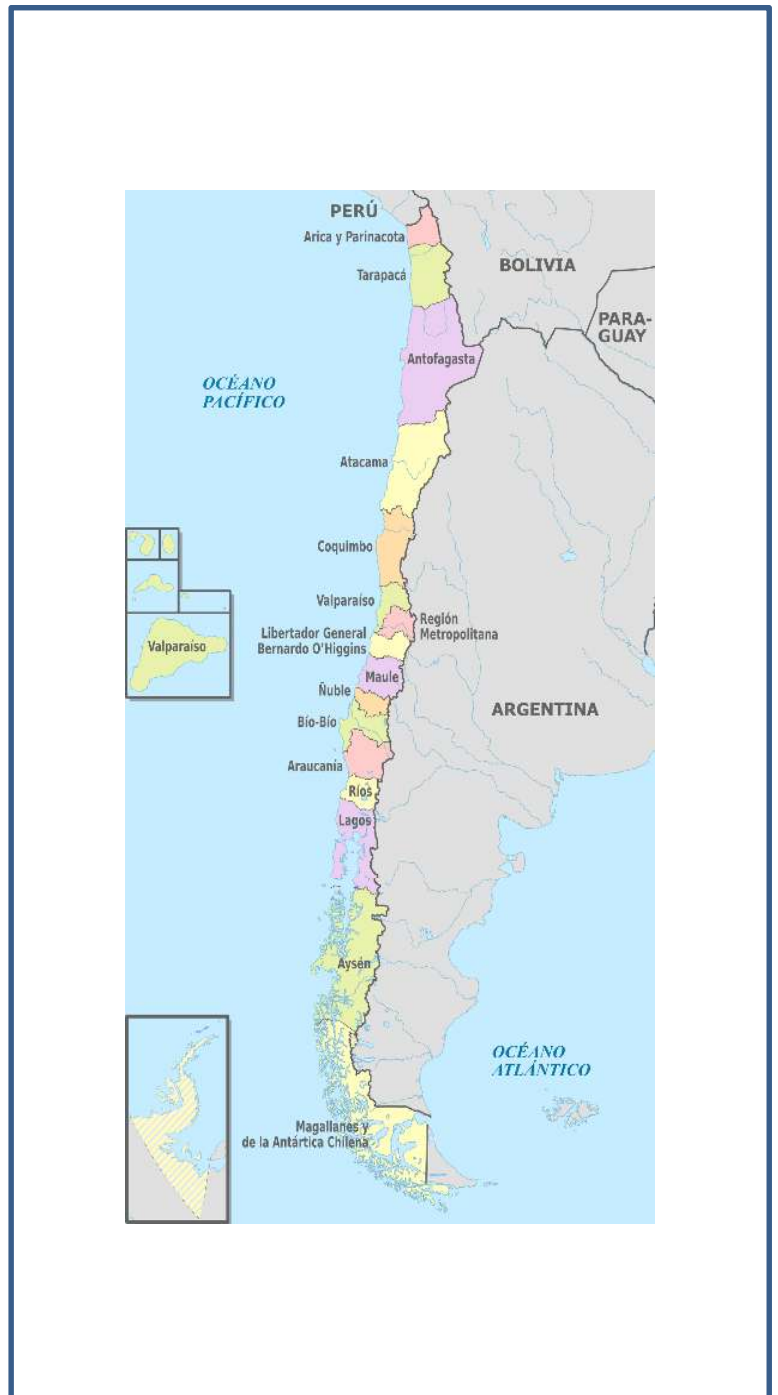 PERÚ
Arica y Parinacota
BOLIVIA
Tarapacá
PARA-
GUAY
Antofagasta
OCÉANO
PACÍFICO
Atacama
Coquimbo
Valparaíso
Región
Metropolitana
Libertador General
Bernardo O'Higgins
Valparaíso
Maule
Ñuble
ARGENTINA
Bío-Bío
Araucanía
Ríos
Lagos
Aysén
OCÉANO
ATLÁNTICO
Magallanes y
de la Antártica Chilena